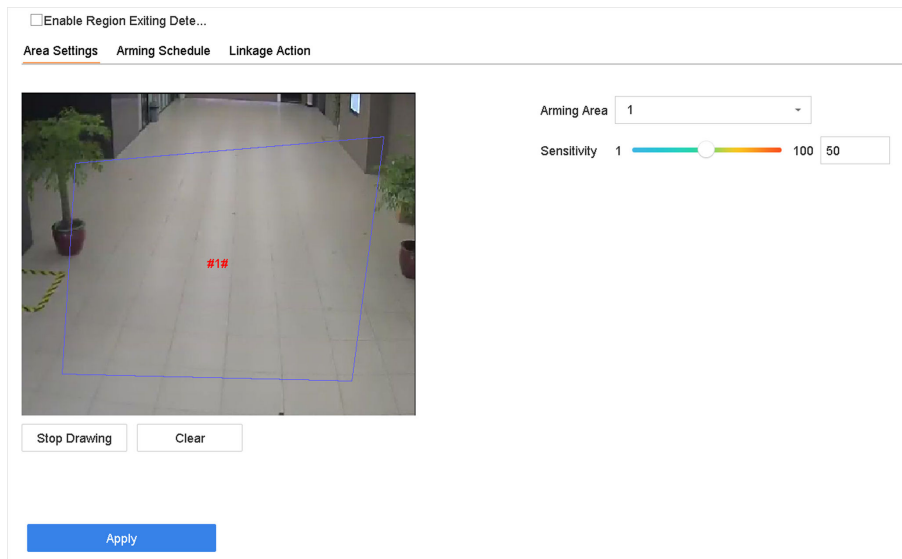 Enable Region Exiting Dete...
Area Settings Arming Schedule Linkage Action
Arming Area 1
Sensitivity 1 100 50
#1#
Stop Drawing Clear
Apply